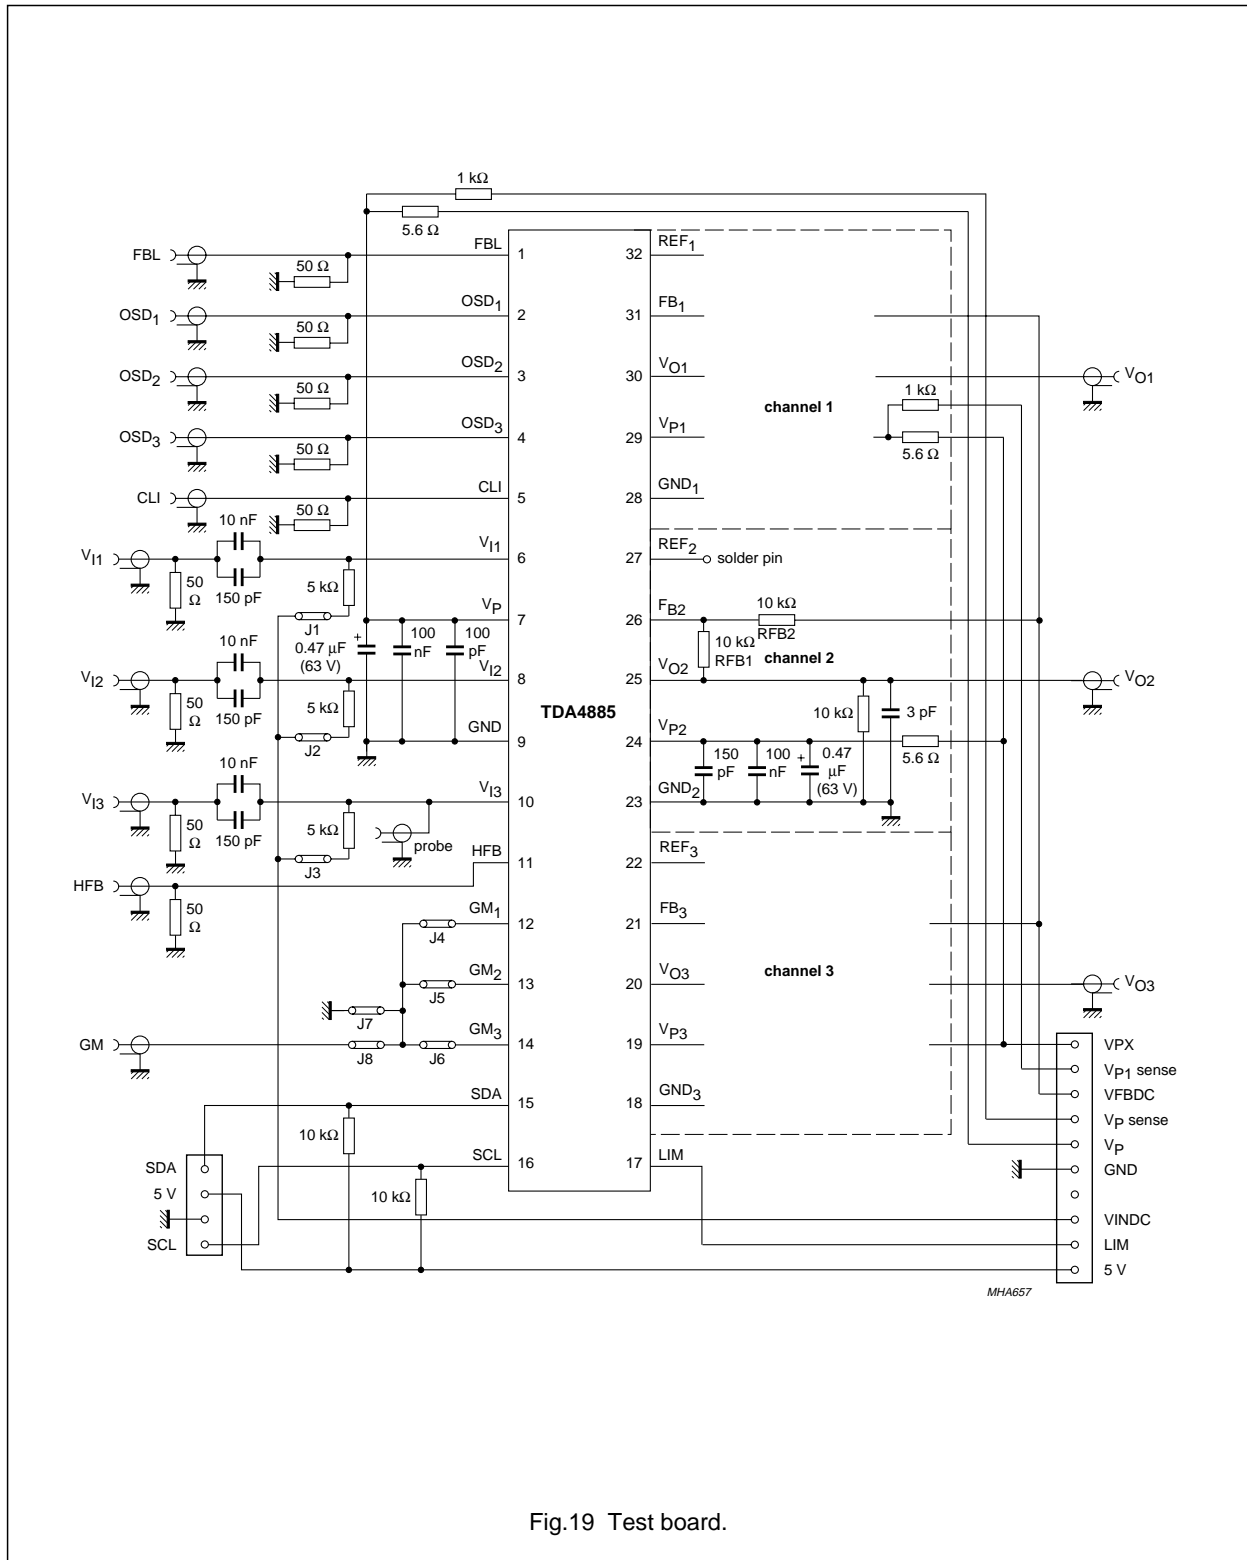 1 kΩ
5.6 Ω
FBL
50 Ω
FBL
1
32
REF1
OSD1
50 Ω
OSD1
2
31
FB1
OSD2
50 Ω
OSD2
3
30
VO1
VO1
channel 1
1 kΩ
OSD3
50 Ω
OSD3
4
29
VP1
5.6 Ω
CLI
50 Ω
CLI
5
28
GND1
10 nF
VI1
50 Ω
150 pF
5 kΩ
J1
VI1
6
27
REF2
solder pin
VP
7
26
FB2
10 kΩ
RFB2
0.47 µF
(63 V)
100 nF
100 pF
10 kΩ
RFB1
channel 2
10 nF
VI2
50 Ω
150 pF
5 kΩ
J2
VI2
8
25
VO2
VO2
TDA4885
10 kΩ
3 pF
GND
9
24
VP2
5.6 Ω
150 pF
100 nF
0.47 µF
(63 V)
10 nF
VI3
50 Ω
150 pF
5 kΩ
J3
probe
VI3
10
23
GND2
HFB
50 Ω
HFB
11
22
REF3
GM1
J4
12
21
FB3
channel 3
GM2
J5
13
20
VO3
VO3
J7
GM
J8
J6
GM3
14
19
VP3
SDA
15
18
GND3
10 kΩ
SCL
16
17
LIM
10 kΩ
SDA
5 V
SCL
VPX
VP1 sense
VFBDC
VP sense
VP
GND
VINDC
LIM
5 V
MHA657
Fig.19 Test board.